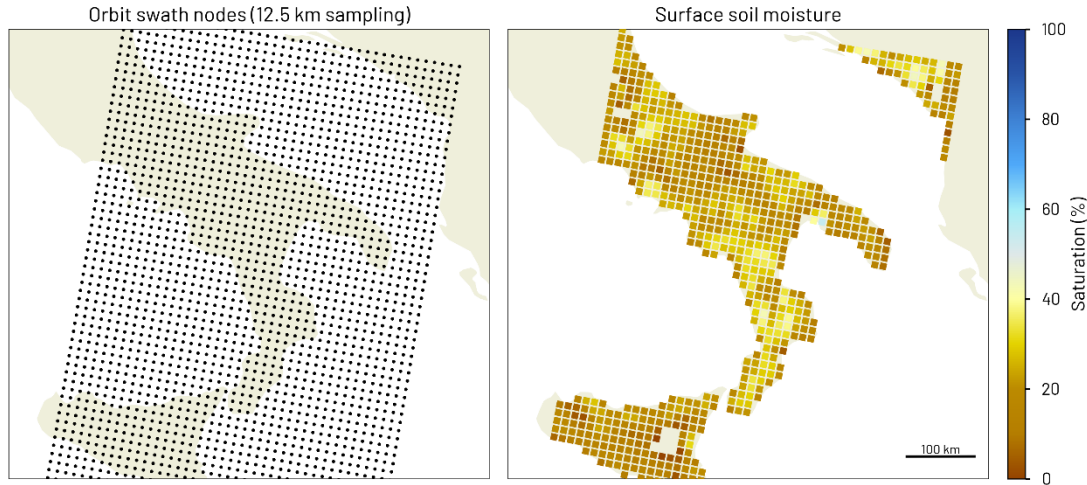 Orbit swath nodes (12.5 km sampling)
Surface soil moisture
100
80
60
40
20
0
Saturation (%)
100 km